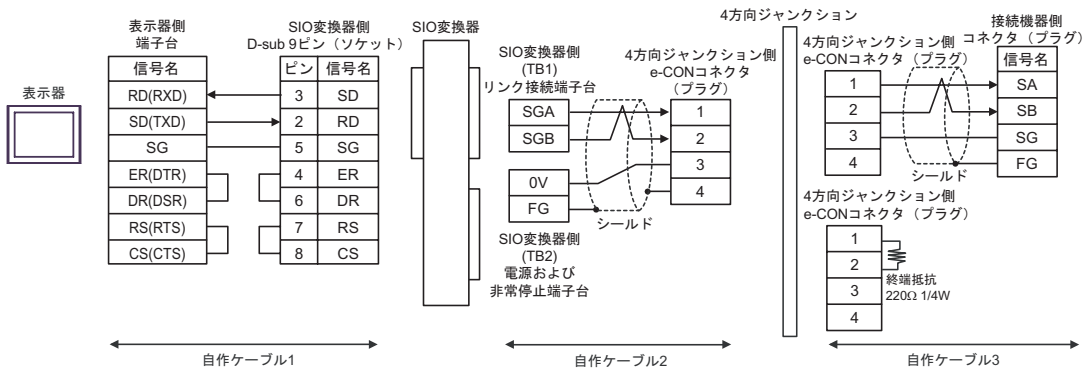 表示器
表示器側
端子台
信号名
RD(RXD)
SD(TXD)
SG
ER(DTR)
DR(DSR)
RS(RTS)
CS(CTS)
SIO変換器側
D-sub 9ピン（ソケット）
ピン 信号名
3 SD
2 RD
5 SG
4 ER
6 DR
7 RS
8 CS
自作ケーブル1
SIO変換器
SIO変換器側
(TB1)
リンク接続端子台
SGA
SGB
0V
FG
SIO変換器側
(TB2)
電源および
非常停止端子台
シールド
4方向ジャンクション側
e-CONコネクタ
（プラグ）
1
2
3
4
自作ケーブル2
4方向ジャンクション
4方向ジャンクション側
e-CONコネクタ（プラグ）
1
2
3
4
シールド
接続機器側
コネクタ（プラグ）
信号名
SA
SB
SG
FG
4方向ジャンクション側
e-CONコネクタ（プラグ）
1
2
3
4
終端抵抗
220Ω 1/4W
自作ケーブル3